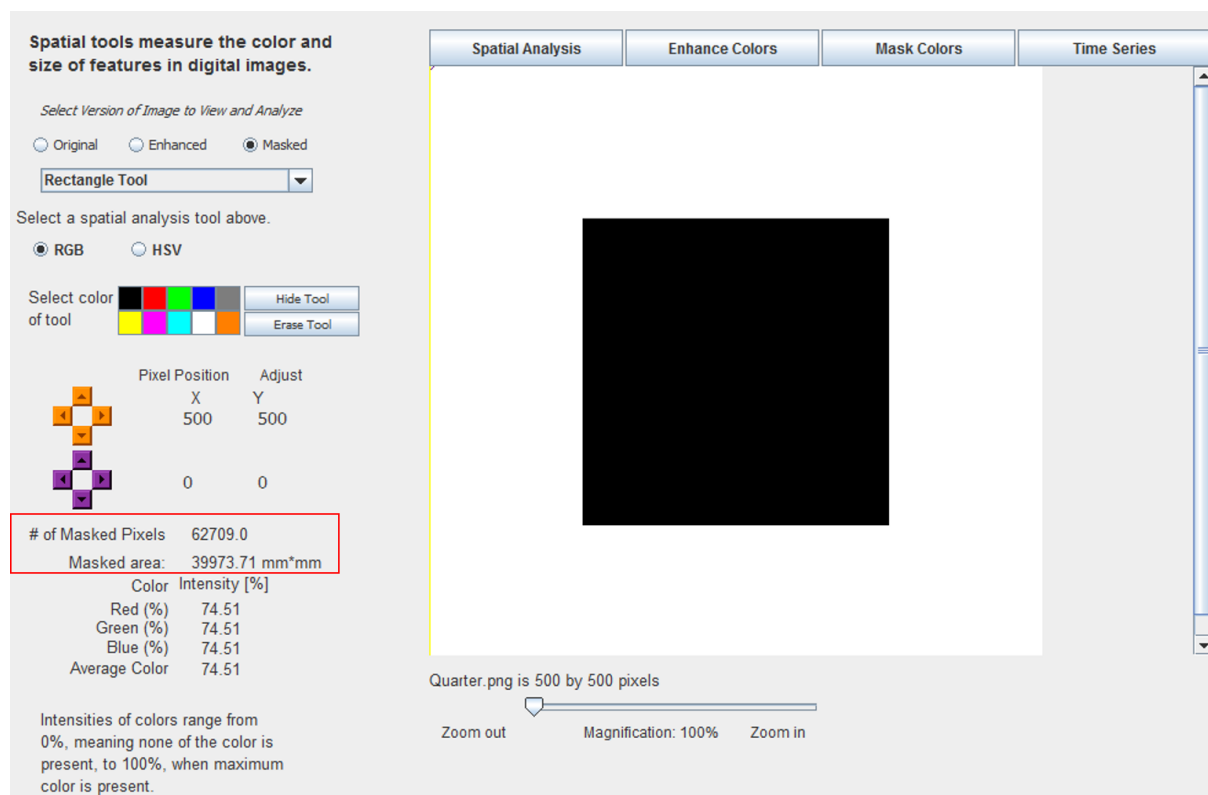 Spatial tools measure the color and
size of features in digital images.
Select Version of Image to View and Analyze
Original Enhanced Masked
Rectangle Tool
Select a spatial analysis tool above.
RGB HSV
Select color
of tool
Hide Tool
Erase Tool
Pixel Position Adjust
X Y
500 500
0 0
# of Masked Pixels 62709.0
Masked area: 39973.71 mm*mm
Color Intensity [%]
Red (%) 74.51
Green (%) 74.51
Blue (%) 74.51
Average Color 74.51
Intensities of colors range from
0%, meaning none of the color is
present, to 100%, when maximum
color is present.
Spatial Analysis Enhance Colors Mask Colors Time Series
Quarter.png is 500 by 500 pixels
Zoom out Magnification: 100% Zoom in